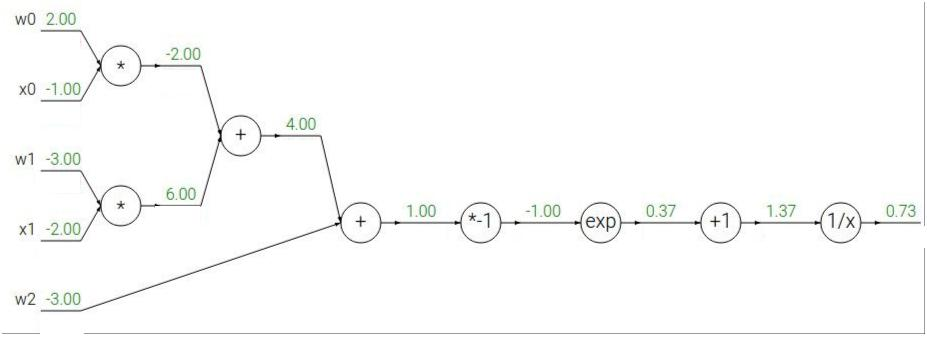 w0 2.00
* -2.00
x0 -1.00
+ 4.00
w1 -3.00
* 6.00
x1 -2.00
+ 1.00 *-1 -1.00 exp 0.37 +1 1.37 1/x 0.73
w2 -3.00